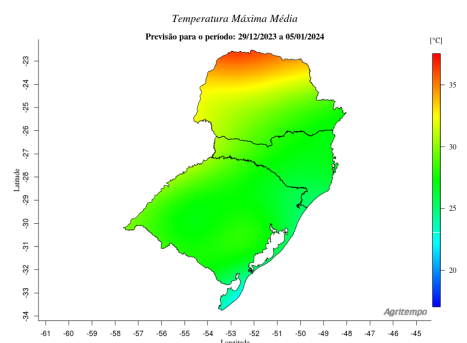 Temperatura Máxima Média
Previsão para o período: 29/12/2023 a 05/01/2024
[°C]
-23
-24
-25
-26
-27
-28
-29
-30
-31
-32
-33
-34
Latitude
35
30
25
20
Agritempo
-61 -60 -59 -58 -57 -56 -55 -54 -53 -52 -51 -50 -49 -48 -47 -46 -45
Longitude